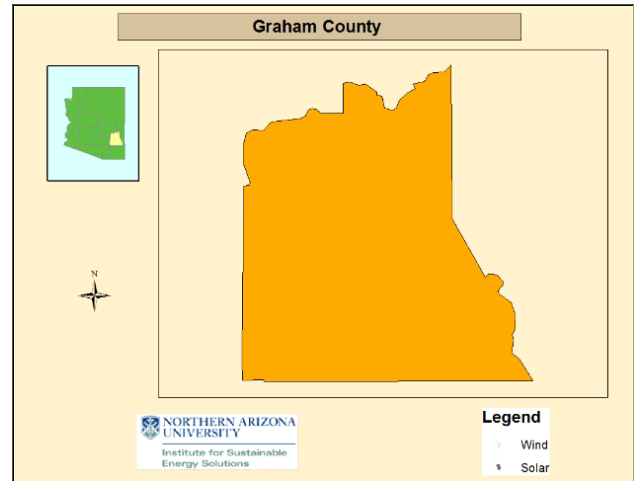 Graham County
N
NORTHERN ARIZONA
UNIVERSITY
Institute for Sustainable
Energy Solutions
Legend
Wind
Solar